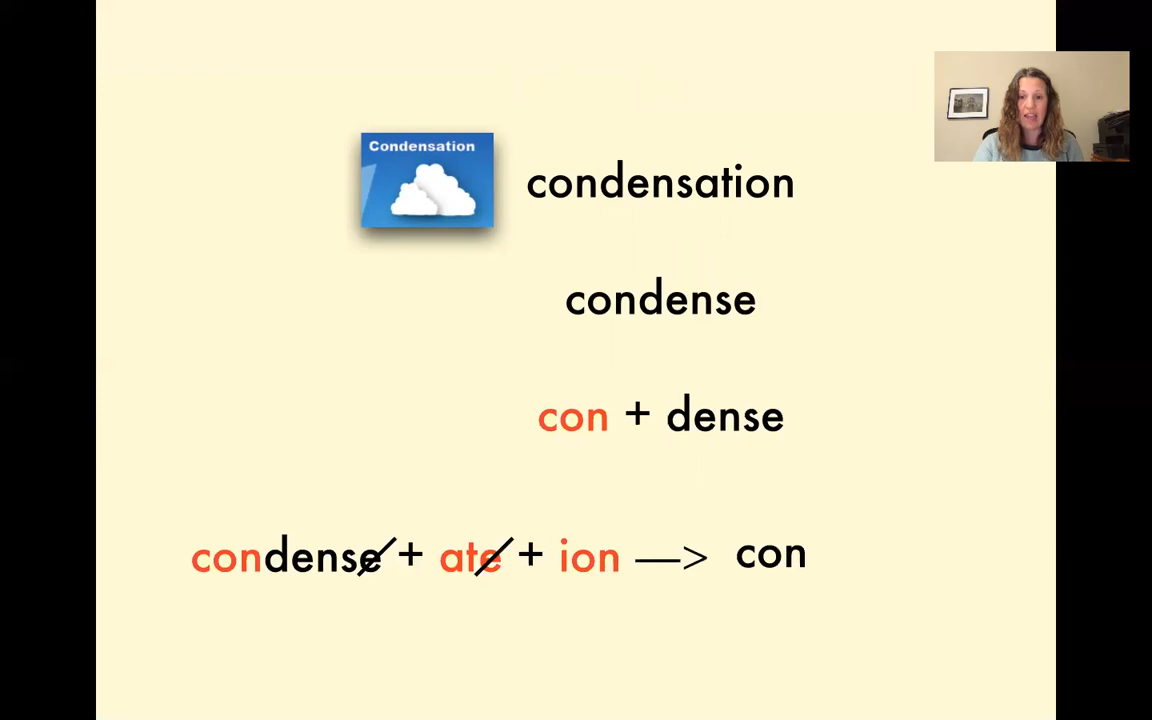 Condensation
condensation
condense
con + dense
condense + ate + ion —> con